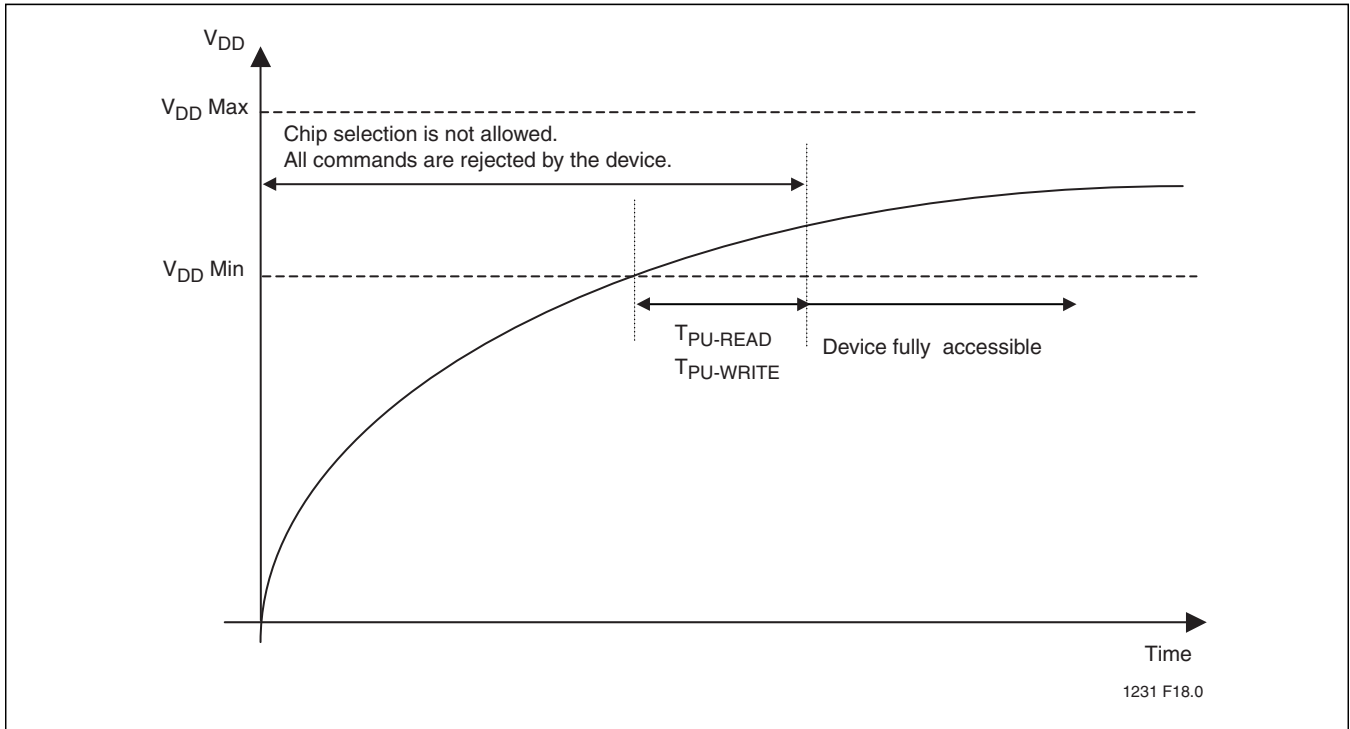 VDD
VDD Max
Chip selection is not allowed.
All commands are rejected by the device.
VDD Min
TPU-READ
TPU-WRITE
Device fully accessible
Time
1231 F18.0